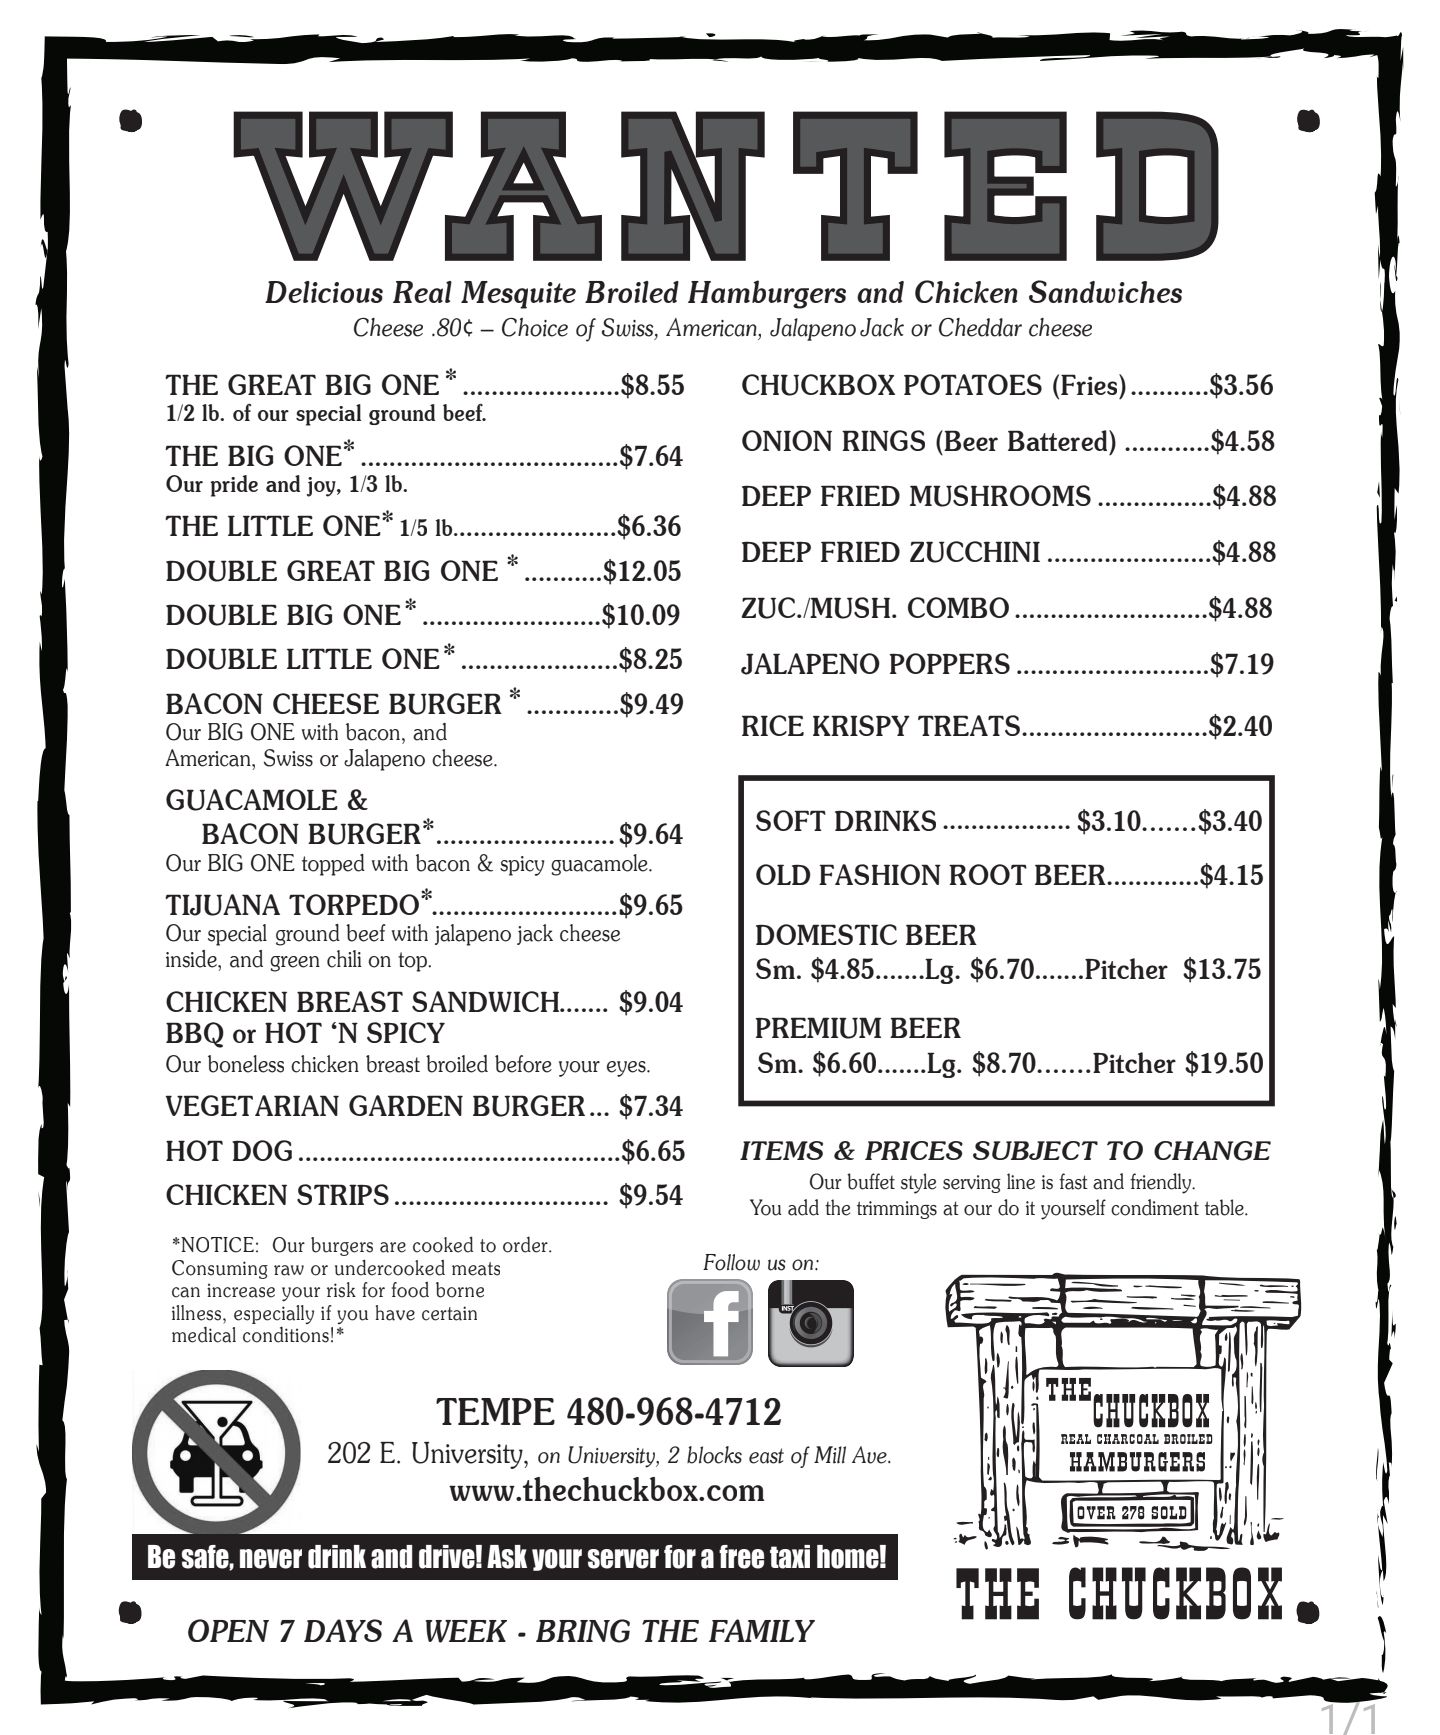 WANTED
Delicious Real Mesquite Broiled Hamburgers and Chicken Sandwiches
Cheese .80¢ – Choice of Swiss, American, Jalapeno Jack or Cheddar cheese
THE GREAT BIG ONE* ......................$8.55
1/2 lb. of our special ground beef.
THE BIG ONE* ....................................$7.64
Our pride and joy, 1/3 lb.
THE LITTLE ONE* 1/5 lb.......................$6.36
DOUBLE GREAT BIG ONE * ...........$12.05
DOUBLE BIG ONE* .........................$10.09
DOUBLE LITTLE ONE* ......................$8.25
BACON CHEESE BURGER * .............$9.49
Our BIG ONE with bacon, and
American, Swiss or Jalapeno cheese.
GUACAMOLE &
BACON BURGER*......................... $9.64
Our BIG ONE topped with bacon & spicy guacamole.
TIJUANA TORPEDO*..........................$9.65
Our special ground beef with jalapeno jack cheese
inside, and green chili on top.
CHICKEN BREAST SANDWICH....... $9.04
BBQ or HOT ‘N SPICY
Our boneless chicken breast broiled before your eyes.
VEGETARIAN GARDEN BURGER... $7.34
HOT DOG.............................................$6.65
CHICKEN STRIPS.............................. $9.54
*NOTICE: Our burgers are cooked to order.
Consuming raw or undercooked meats
can increase your risk for food borne
illness, especially if you have certain
medical conditions!*
CHUCKBOX POTATOES (Fries)...........$3.56
ONION RINGS (Beer Battered) ............$4.58
DEEP FRIED MUSHROOMS ................$4.88
DEEP FRIED ZUCCHINI .......................$4.88
ZUC./MUSH. COMBO...........................$4.88
JALAPENO POPPERS ...........................$7.19
RICE KRISPY TREATS..........................$2.40
SOFT DRINKS .................. $3.10.......$3.40
OLD FASHION ROOT BEER.............$4.15
DOMESTIC BEER
Sm. $4.85.......Lg. $6.70.......Pitcher $13.75
PREMIUM BEER
Sm. $6.60.......Lg. $8.70.......Pitcher $19.50
ITEMS & PRICES SUBJECT TO CHANGE
Our buffet style serving line is fast and friendly.
You add the trimmings at our do it yourself condiment table.
Follow us on:
f
INST
TEMPE 480-968-4712
202 E. University, on University, 2 blocks east of Mill Ave.
www.thechuckbox.com
Be safe, never drink and drive! Ask your server for a free taxi home!
OPEN 7 DAYS A WEEK - BRING THE FAMILY
THE
CHUCKBOX
REAL CHARCOAL BROILED
HAMBURGERS
OVER 278 SOLD
THE CHUCKBOX
1/1